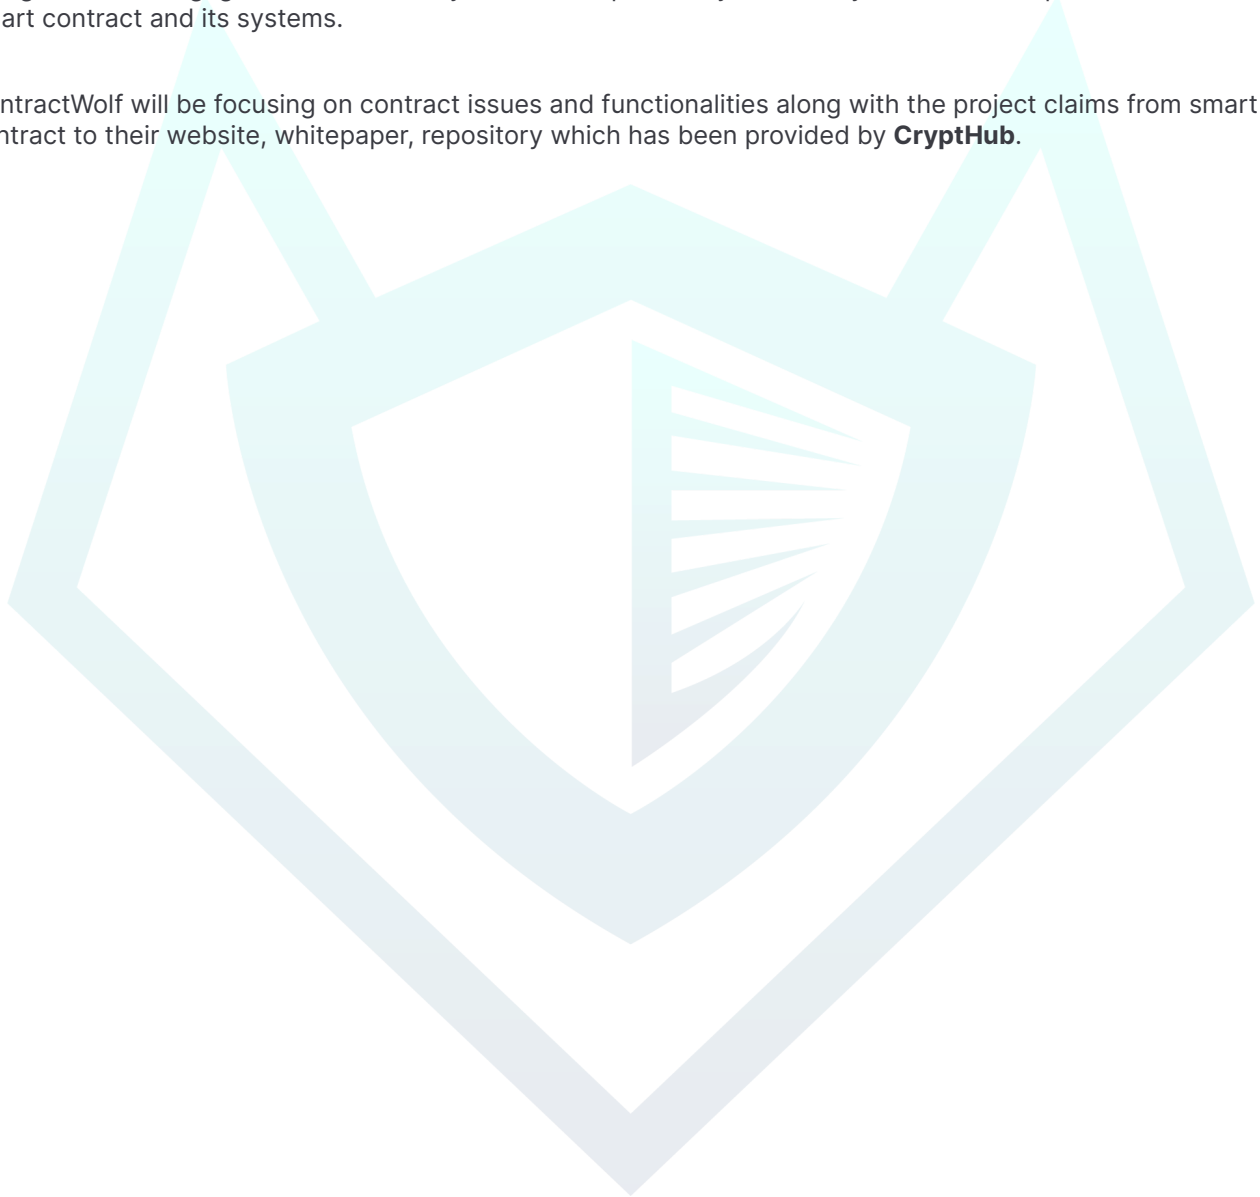 art contract and its systems.
ntractWolf will be focusing on contract issues and functionalities along with the project claims from smart
ntract to their website, whitepaper, repository which has been provided by CryptHub.